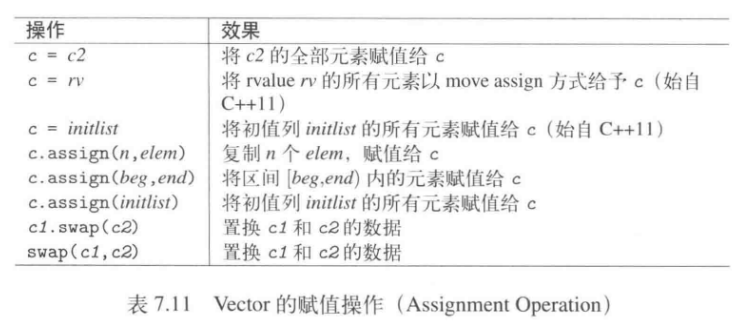 操作 效果
c = c2 将 c2 的全部元素赋值给 c
c = rv 将 rvalue rv 的所有元素以 move assign 方式给予 c（始自
C++11）
c = initlist 将初值列 initlist 的所有元素赋值给 c（始自 C++11）
c.assign(n,elem) 复制 n 个 elem，赋值给 c
c.assign(beg,end) 将区间 [beg,end) 内的元素赋值给 c
c.assign(initlist) 将初值列 initlist 的所有元素赋值给 c
c1.swap(c2) 置换 c1 和 c2 的数据
swap(c1,c2) 置换 c1 和 c2 的数据
表 7.11 Vector 的赋值操作（Assignment Operation）